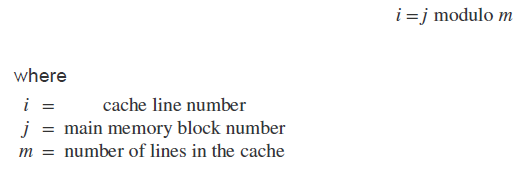 i = j modulo m
where
i = cache line number
j = main memory block number
m = number of lines in the cache